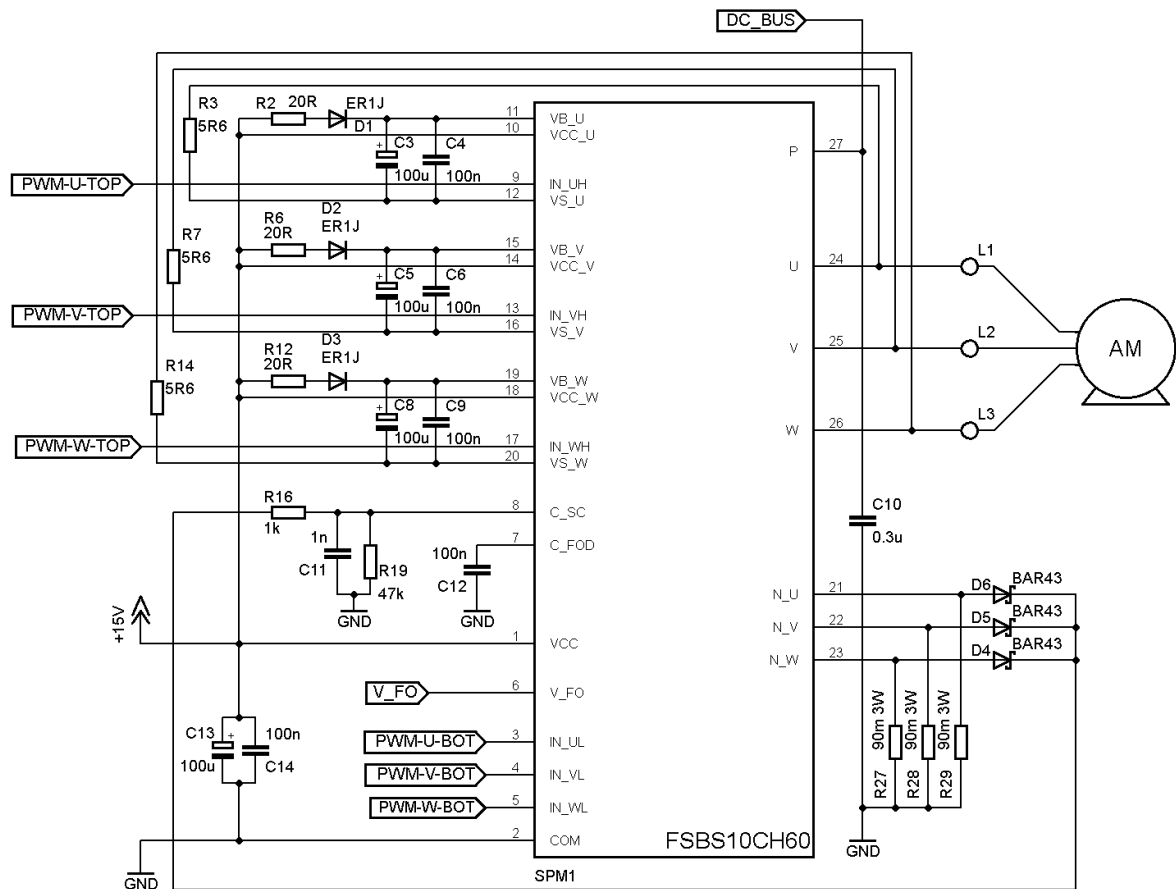 DC_BUS
R3
5R6
R2 20R
ER1J
D1
11
VB_U
10
VCC_U
C3
100u
C4
100n
P
27
PWM-U-TOP
9
IN_UH
12
VS_U
R7
5R6
R6
20R
D2
ER1J
15
VB_V
14
VCC_V
C5
100u
C6
100n
U
24
L1
PWM-V-TOP
13
IN_VH
16
VS_V
V
25
L2
AM
R14
5R6
R12
20R
D3
ER1J
19
VB_W
18
VCC_W
C8
100u
C9
100n
W
26
L3
PWM-W-TOP
17
IN_WH
20
VS_W
R16
1k
8
C_SC
C10
0.3u
1n
C11
R19
47k
GND
100n
C12
GND
7
C_FOD
N_U
21
D6
BAR43
N_V
22
D5
BAR43
N_W
23
D4
BAR43
+15V
1
VCC
V_FO
6
V_FO
C13
100u
100n
C14
PWM-U-BOT
3
IN_UL
PWM-V-BOT
4
IN_VL
PWM-W-BOT
5
IN_WL
R27 90m 3W
R28 90m 3W
R29 90m 3W
2
COM
FSBS10CH60
GND
GND
SPM1